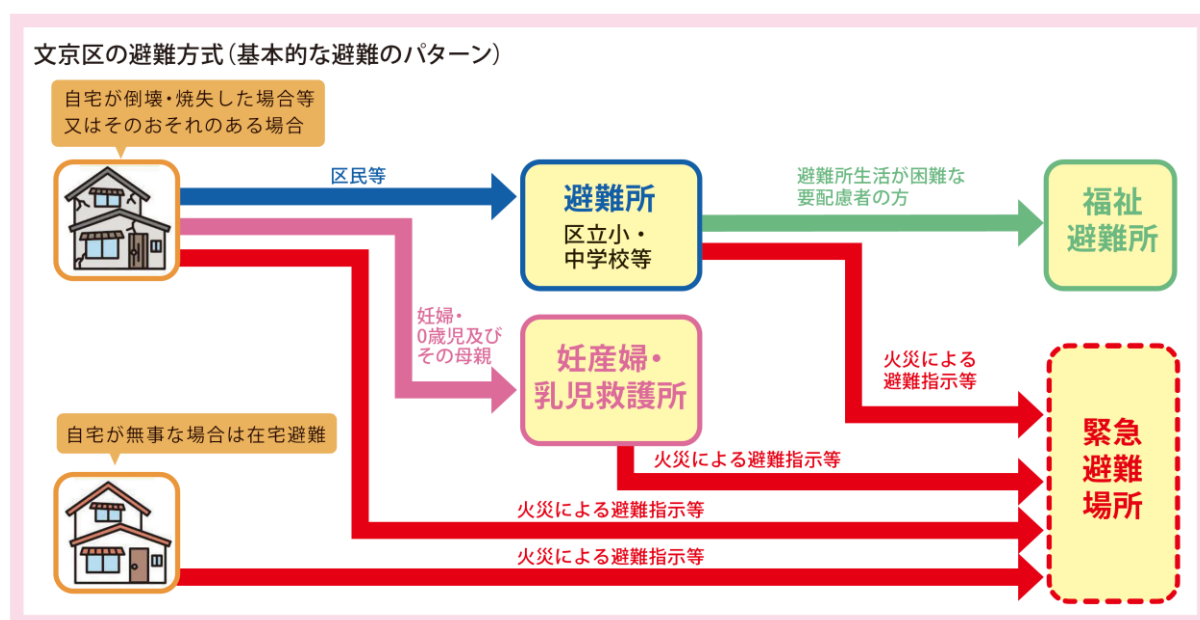 文京区の避難方式（基本的な避難のパターン）
自宅が倒壊・焼失した場合等
又はそのおそれのある場合
区民等
避難所
区立小・
中学校等
避難所生活が困難な
要配慮者の方
福祉
避難所
妊婦・
0歳児及び
その母親
妊産婦・
乳児救護所
火災による
避難指示等
自宅が無事な場合は在宅避難
火災による避難指示等
火災による避難指示等
火災による避難指示等
緊急
避難
場所